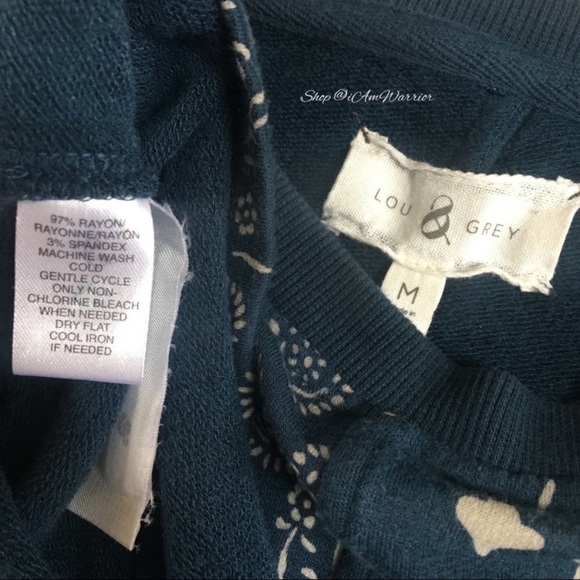 Shop @iAmWarrior
LOU & GREY
M
97% RAYON/
RAYONNE/RAYÓN
3% SPANDEX
MACHINE WASH
COLD
GENTLE CYCLE
ONLY NON-
CHLORINE BLEACH
WHEN NEEDED
DRY FLAT
COOL IRON
IF NEEDED